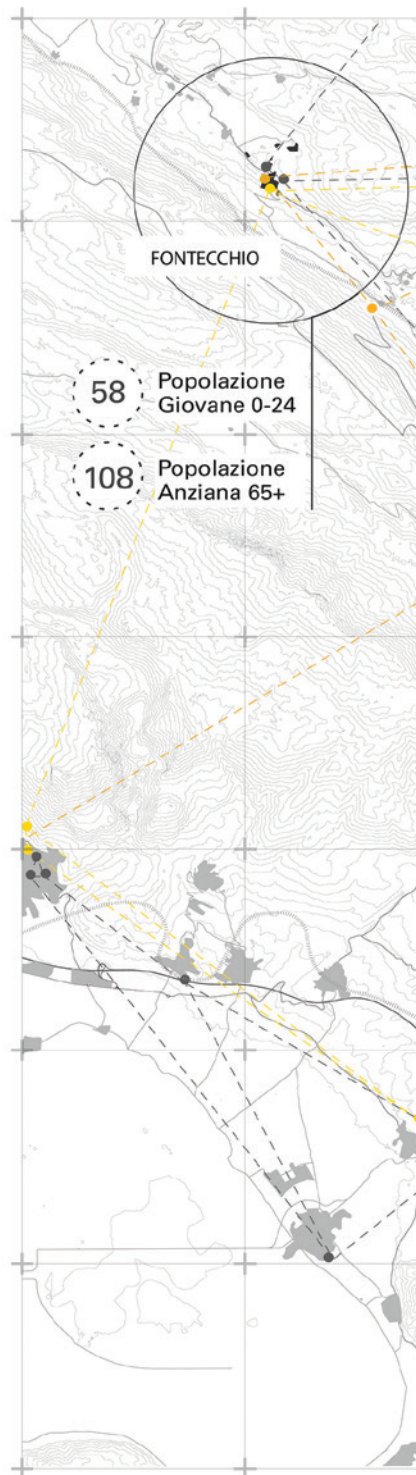 FONTECCHIO
58
Popolazione
Giovane 0-24
108
Popolazione
Anziana 65+